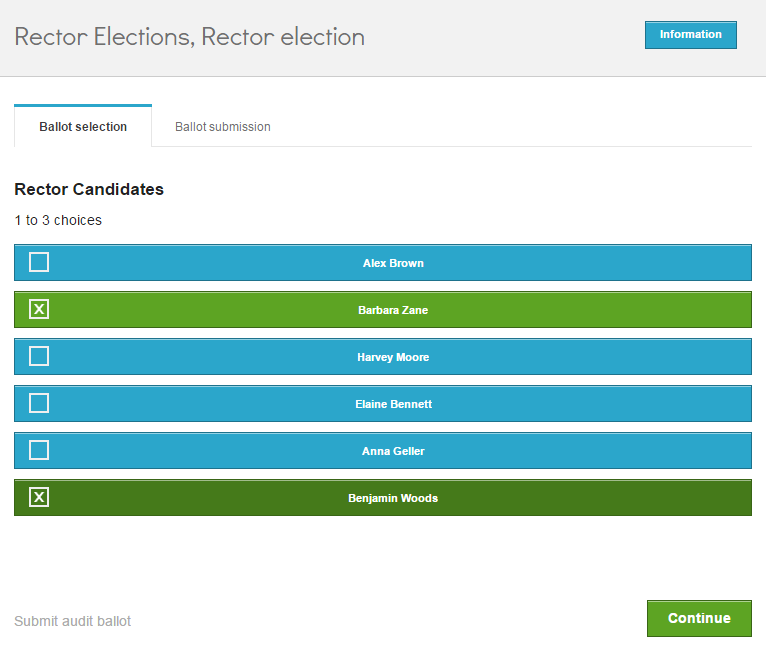 Rector Elections, Rector election
Information
Ballot selection
Ballot submission
Rector Candidates
1 to 3 choices
Alex Brown
X Barbara Zane
Harvey Moore
Elaine Bennett
Anna Geller
X Benjamin Woods
Submit audit ballot
Continue